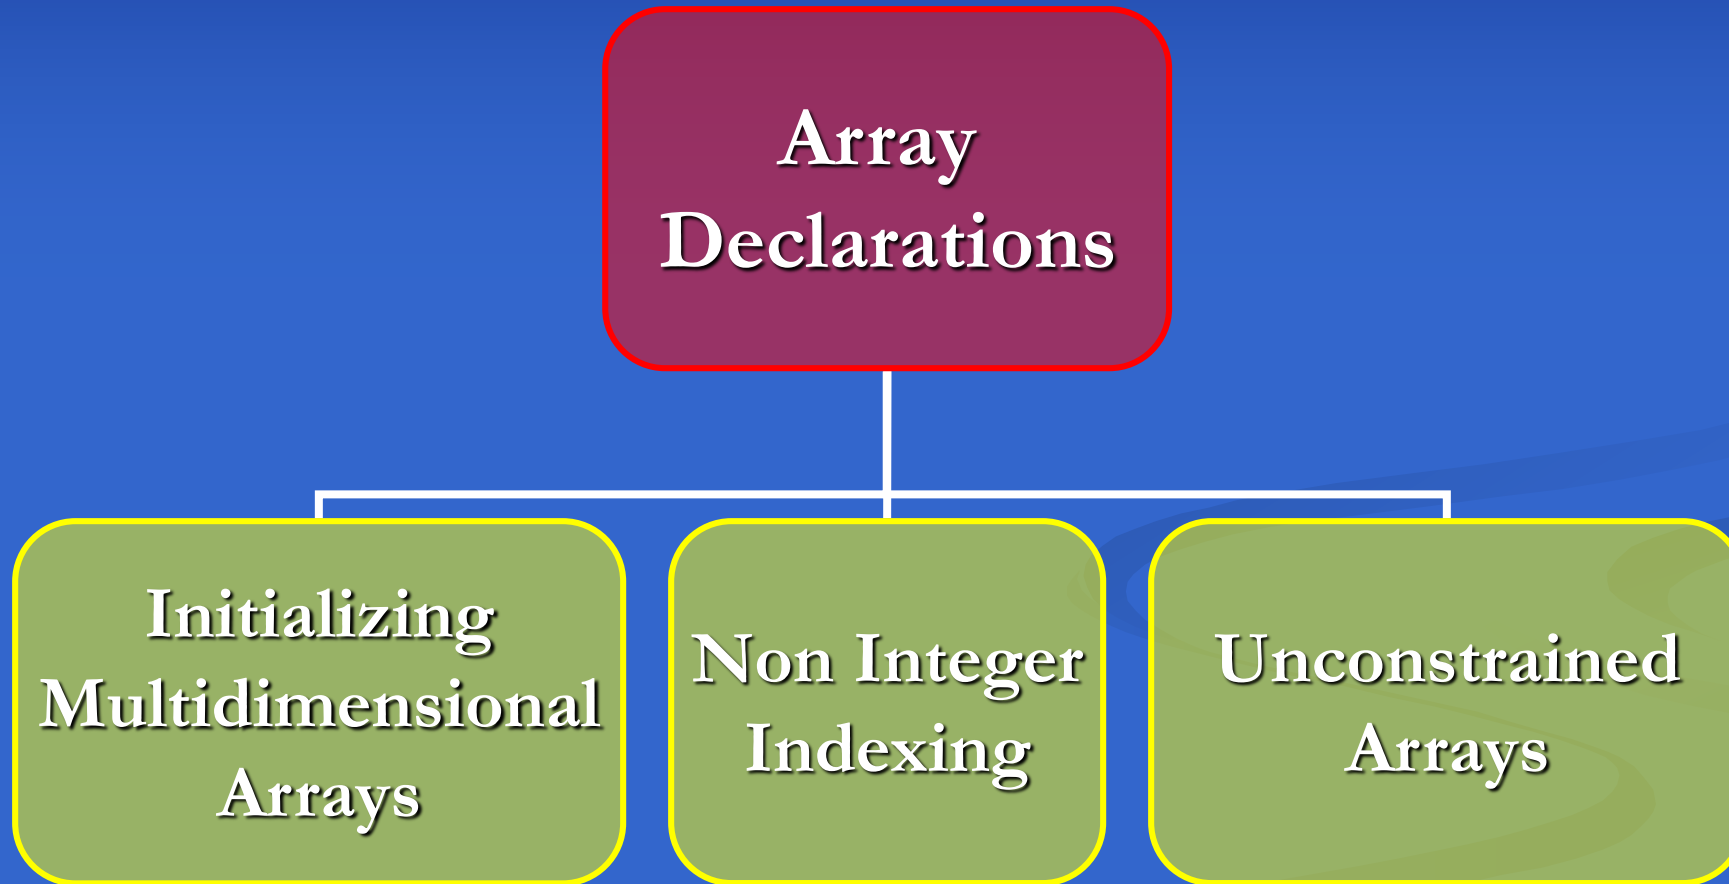 Array
Declarations
Initializing
Multidimensional
Arrays
Non Integer
Indexing
Unconstrained
Arrays